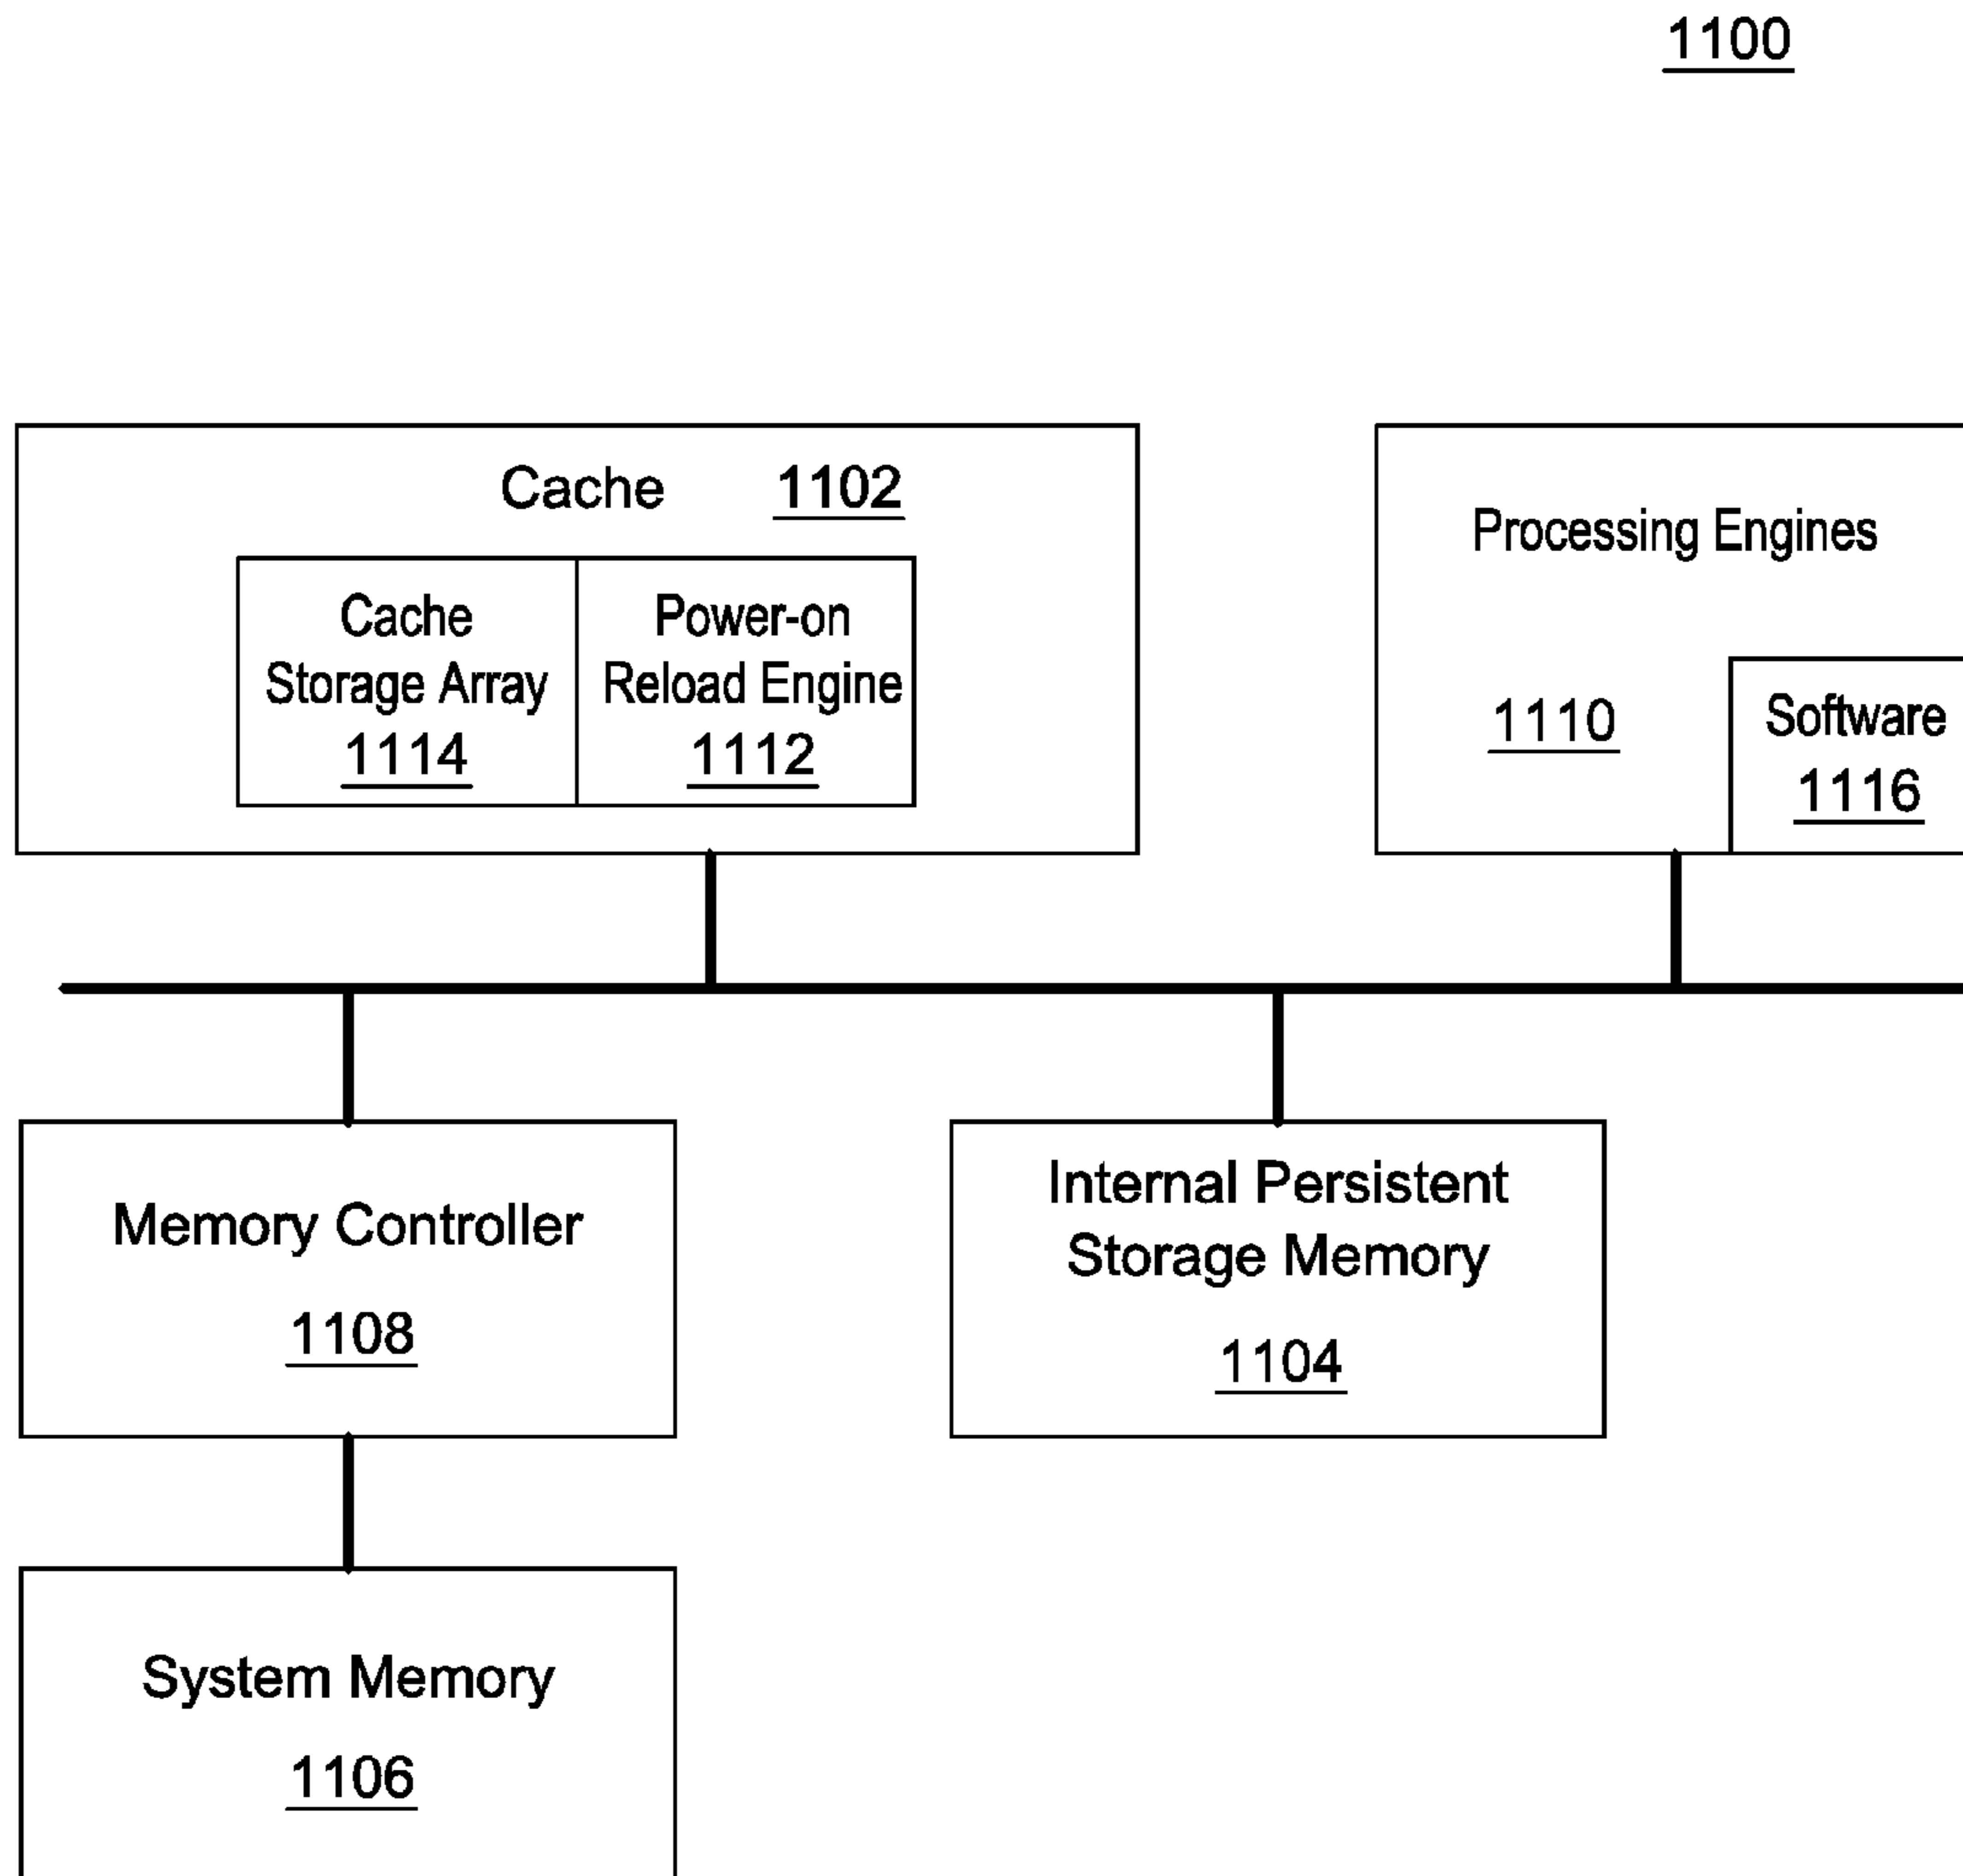 1100
Cache 1102
Cache
Storage Array
1114
Power-on
Reload Engine
1112
Processing Engines
1110
Software
1116
Memory Controller
1108
Internal Persistent
Storage Memory
1104
System Memory
1106